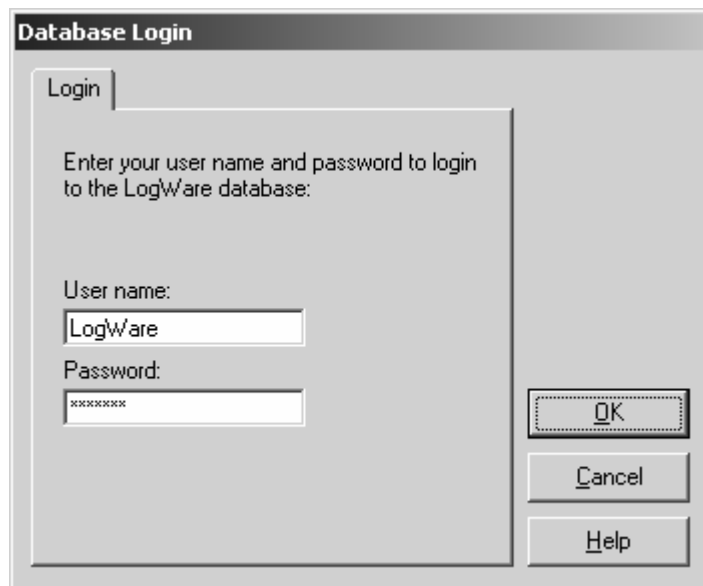 Database Login
Login
Enter your user name and password to login
to the LogWare database:
User name:
LogWare
Password:
*******
OK
Cancel
Help